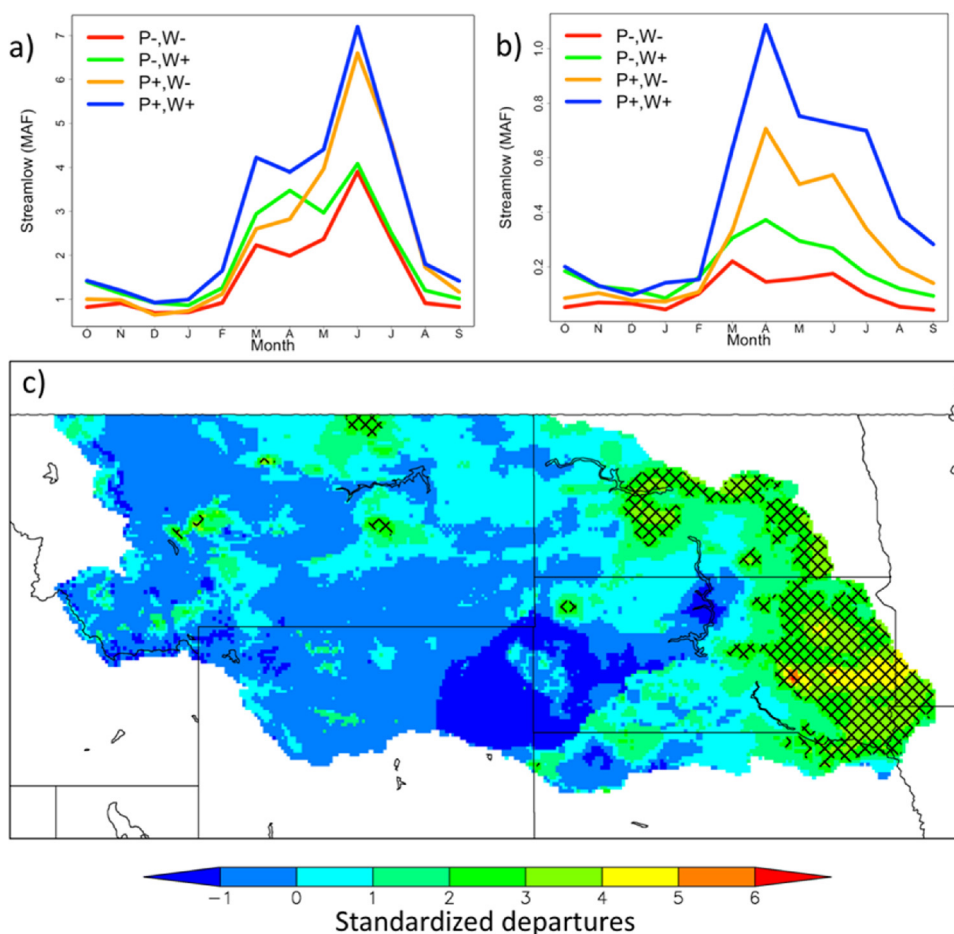 a)
P-,W-
P-,W+
P+,W-
P+,W+
Streamlow (MAF)
7
6
5
4
3
2
1
O N D J F M A M J J A S
Month
b)
P-,W-
P-,W+
P+,W-
P+,W+
Streamlow (MAF)
1.0
0.8
0.6
0.4
0.2
O N D J F M A M J J A S
Month
c)
−1 0 1 2 3 4 5 6
Standardized departures